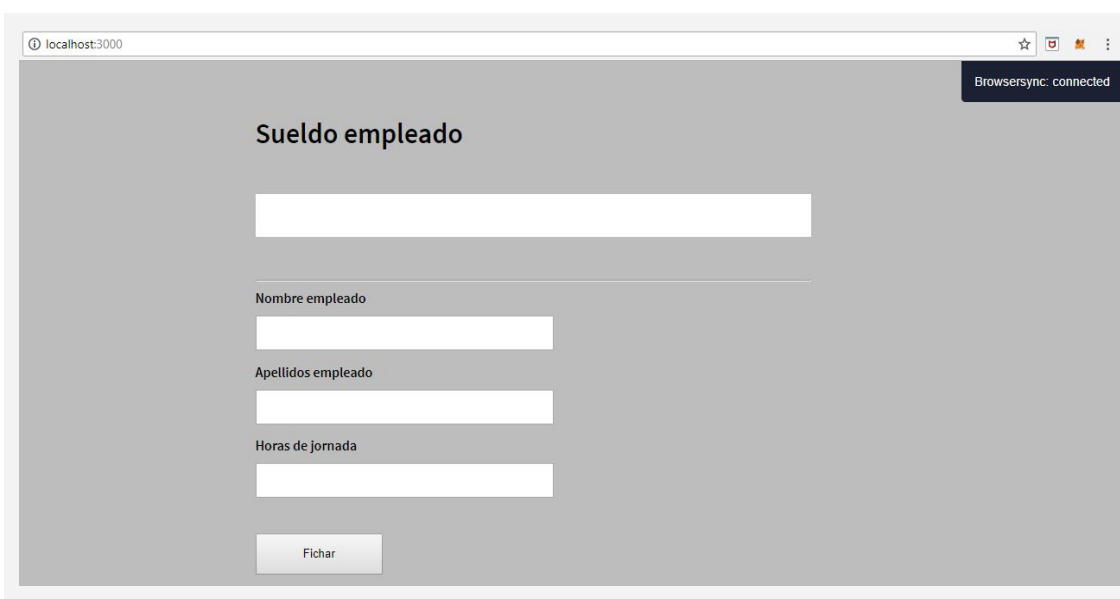 localhost:3000
Browsersync: connected
Sueldo empleado
Nombre empleado
Apellidos empleado
Horas de jornada
Fichar